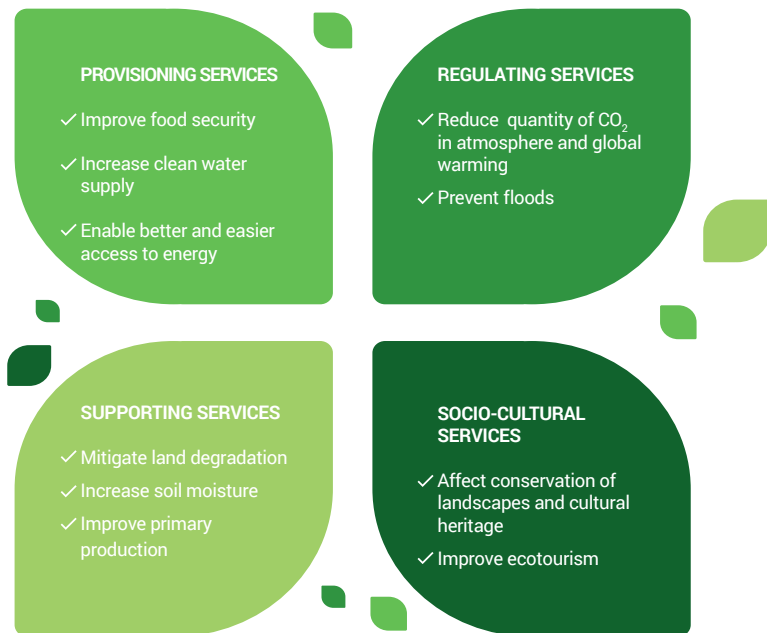 PROVISIONING SERVICES
Improve food security
Increase clean water
supply
Enable better and easier
access to energy
REGULATING SERVICES
Reduce quantity of CO₂
in atmosphere and global
warming
Prevent floods
SUPPORTING SERVICES
Mitigate land degradation
Increase soil moisture
Improve primary
production
SOCIO-CULTURAL
SERVICES
Affect conservation of
landscapes and cultural
heritage
Improve ecotourism